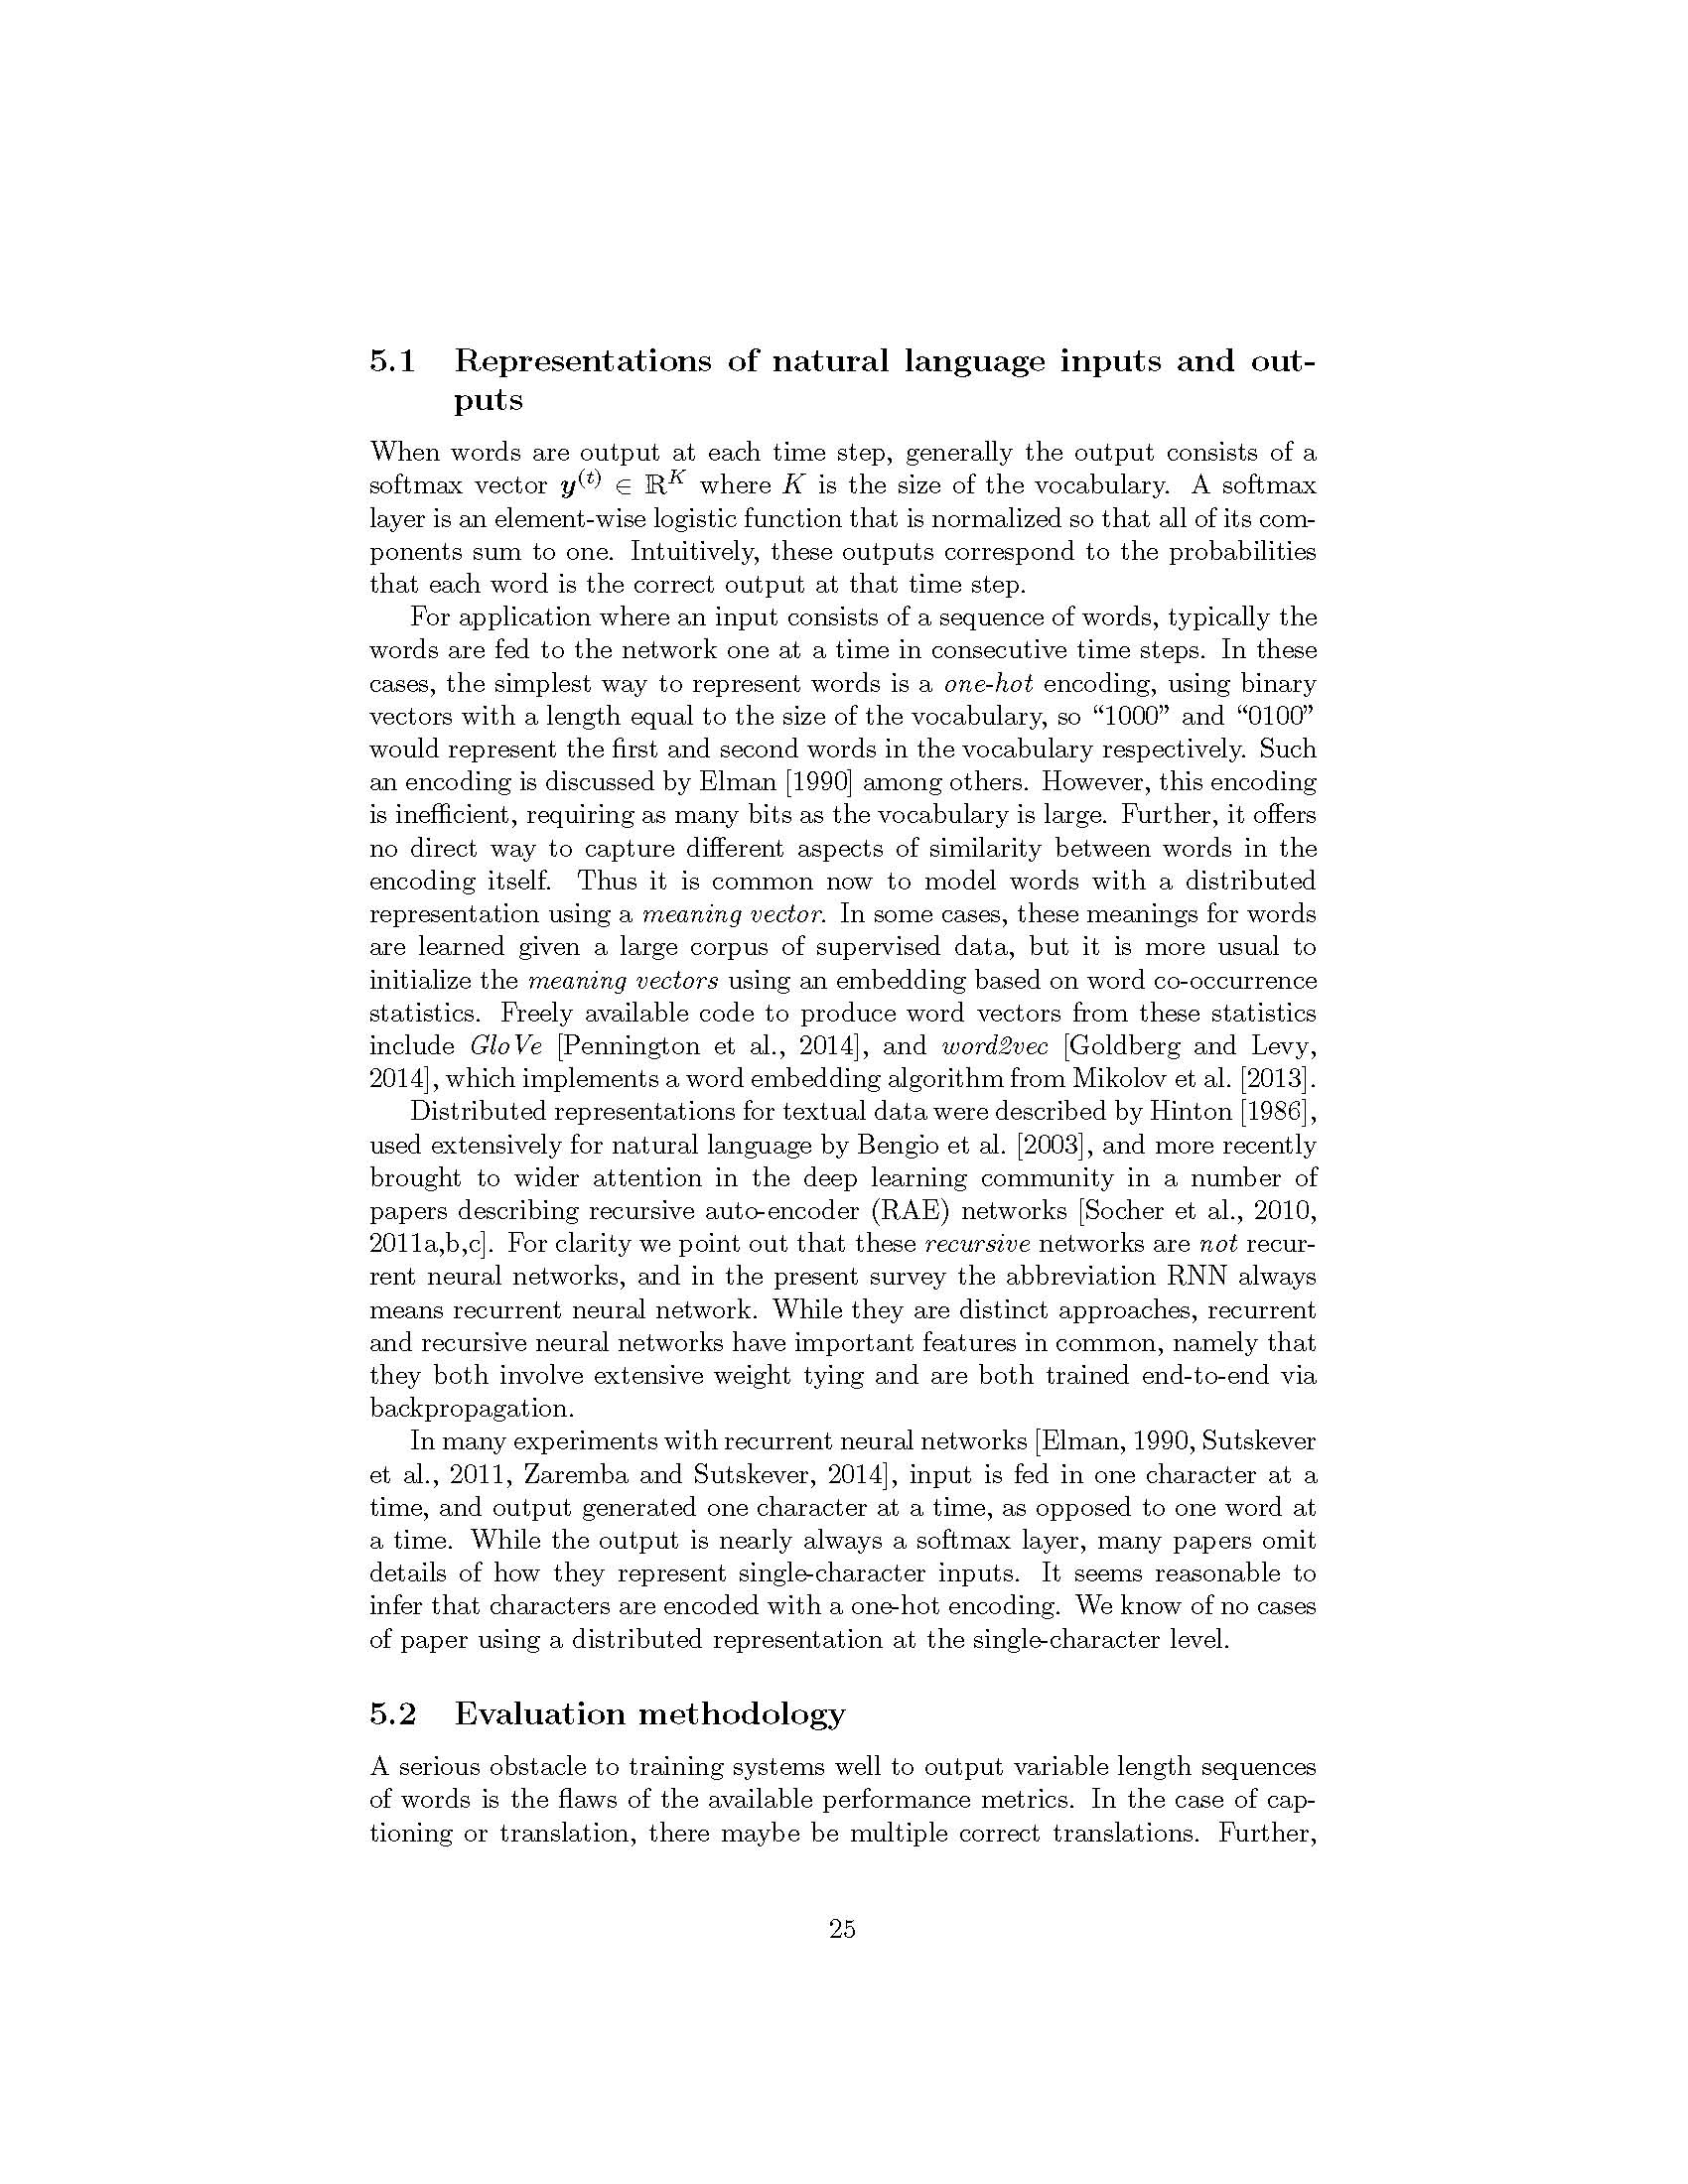 5.1 Representations of natural language inputs and out-
puts
When words are output at each time step, generally the output consists of a
softmax vector y(t) ∈ ℝK where K is the size of the vocabulary. A softmax
layer is an element-wise logistic function that is normalized so that all of its com-
ponents sum to one. Intuitively, these outputs correspond to the probabilities
that each word is the correct output at that time step.
For application where an input consists of a sequence of words, typically the
words are fed to the network one at a time in consecutive time steps. In these
cases, the simplest way to represent words is a one-hot encoding, using binary
vectors with a length equal to the size of the vocabulary, so “1000” and “0100”
would represent the first and second words in the vocabulary respectively. Such
an encoding is discussed by Elman [1990] among others. However, this encoding
is inefficient, requiring as many bits as the vocabulary is large. Further, it offers
no direct way to capture different aspects of similarity between words in the
encoding itself. Thus it is common now to model words with a distributed
representation using a meaning vector. In some cases, these meanings for words
are learned given a large corpus of supervised data, but it is more usual to
initialize the meaning vectors using an embedding based on word co-occurrence
statistics. Freely available code to produce word vectors from these statistics
include GloVe [Pennington et al., 2014], and word2vec [Goldberg and Levy,
2014], which implements a word embedding algorithm from Mikolov et al. [2013].
Distributed representations for textual data were described by Hinton [1986],
used extensively for natural language by Bengio et al. [2003], and more recently
brought to wider attention in the deep learning community in a number of
papers describing recursive auto-encoder (RAE) networks [Socher et al., 2010,
2011a,b,c]. For clarity we point out that these recursive networks are not recur-
rent neural networks, and in the present survey the abbreviation RNN always
means recurrent neural network. While they are distinct approaches, recurrent
and recursive neural networks have important features in common, namely that
they both involve extensive weight tying and are both trained end-to-end via
backpropagation.
In many experiments with recurrent neural networks [Elman, 1990, Sutskever
et al., 2011, Zaremba and Sutskever, 2014], input is fed in one character at a
time, and output generated one character at a time, as opposed to one word at
a time. While the output is nearly always a softmax layer, many papers omit
details of how they represent single-character inputs. It seems reasonable to
infer that characters are encoded with a one-hot encoding. We know of no cases
of paper using a distributed representation at the single-character level.
5.2 Evaluation methodology
A serious obstacle to training systems well to output variable length sequences
of words is the flaws of the available performance metrics. In the case of cap-
tioning or translation, there maybe be multiple correct translations. Further,
25